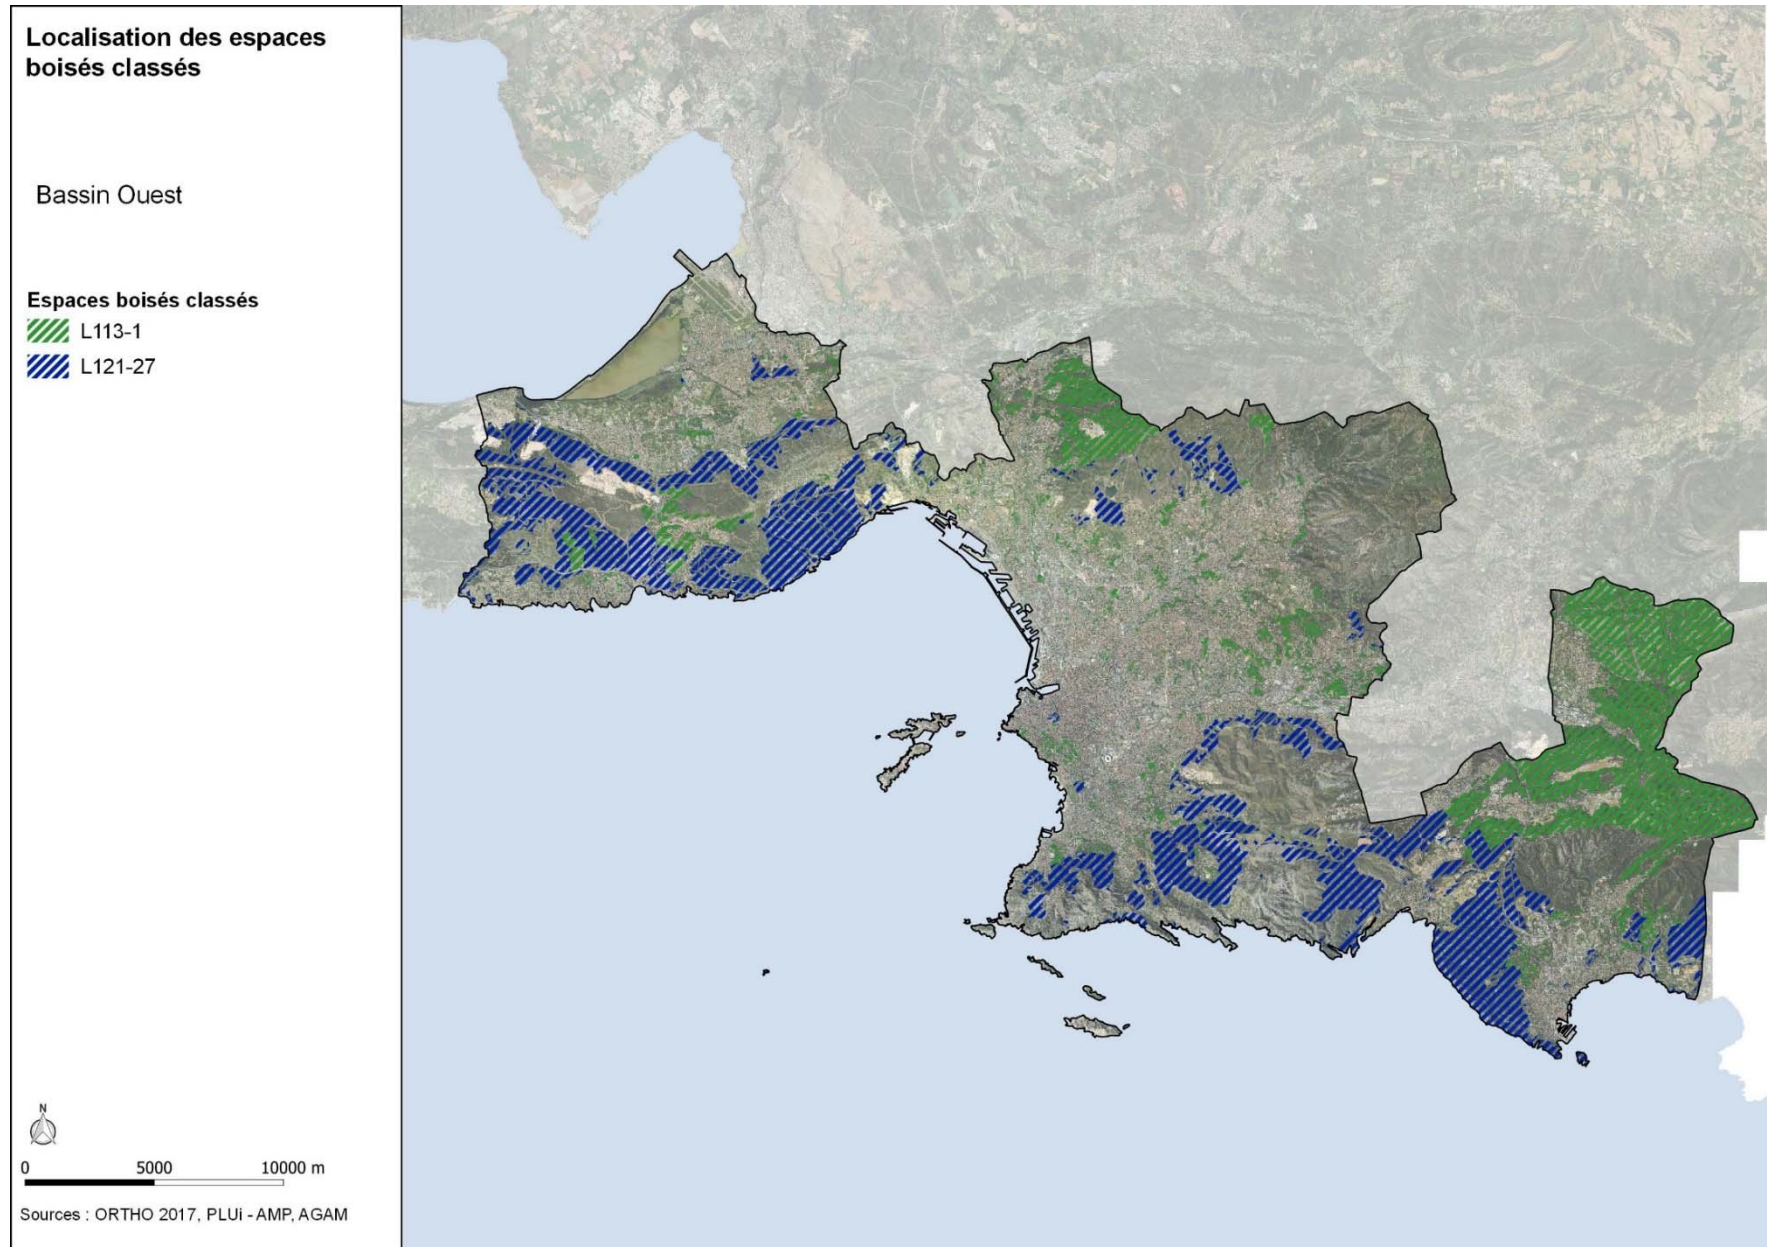 Localisation des espaces
boisés classés
Bassin Ouest
Espaces boisés classés
L113-1
L121-27
N
0 5000 10000 m
Sources : ORTHO 2017, PLUi - AMP, AGAM